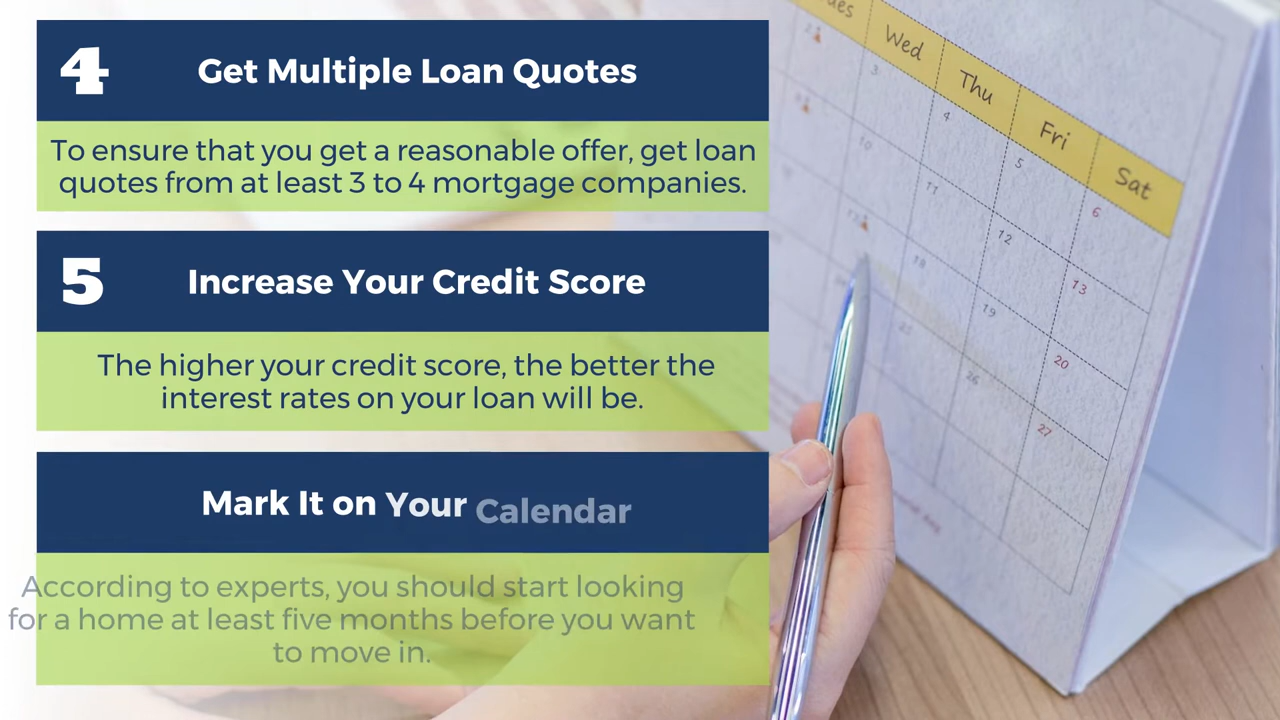 4
Get Multiple Loan Quotes
To ensure that you get a reasonable offer, get loan
quotes from at least 3 to 4 mortgage companies.
5
Increase Your Credit Score
The higher your credit score, the better the
interest rates on your loan will be.
Mark It on Your Calendar
According to experts, you should start looking
for a home at least five months before you want
to move in.
Wed Thu Fri Sat
3 4 5 6
10 11 12 13
18 19 20
26 27